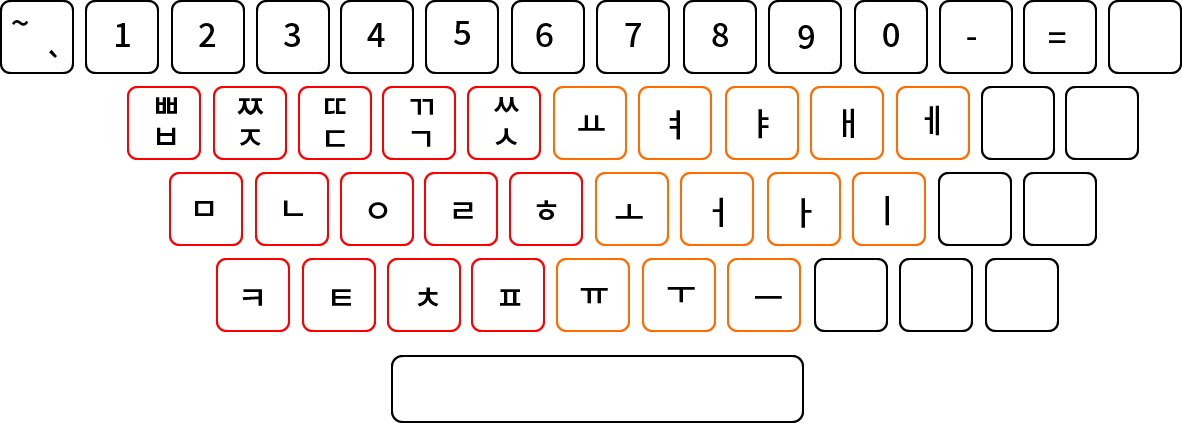 ~ ` 1 2 3 4 5 6 7 8 9 0 - =
ㅃ ㅉ ㄸ ㄲ ㅆ
ㅂ ㅈ ㄷ ㄱ ㅅ ㅛ ㅕ ㅑ ㅐ ㅔ
ㅁ ㄴ ㅇ ㄹ ㅎ ㅗ ㅓ ㅏ ㅣ
ㅋ ㅌ ㅊ ㅍ ㅠ ㅜ ㅡ